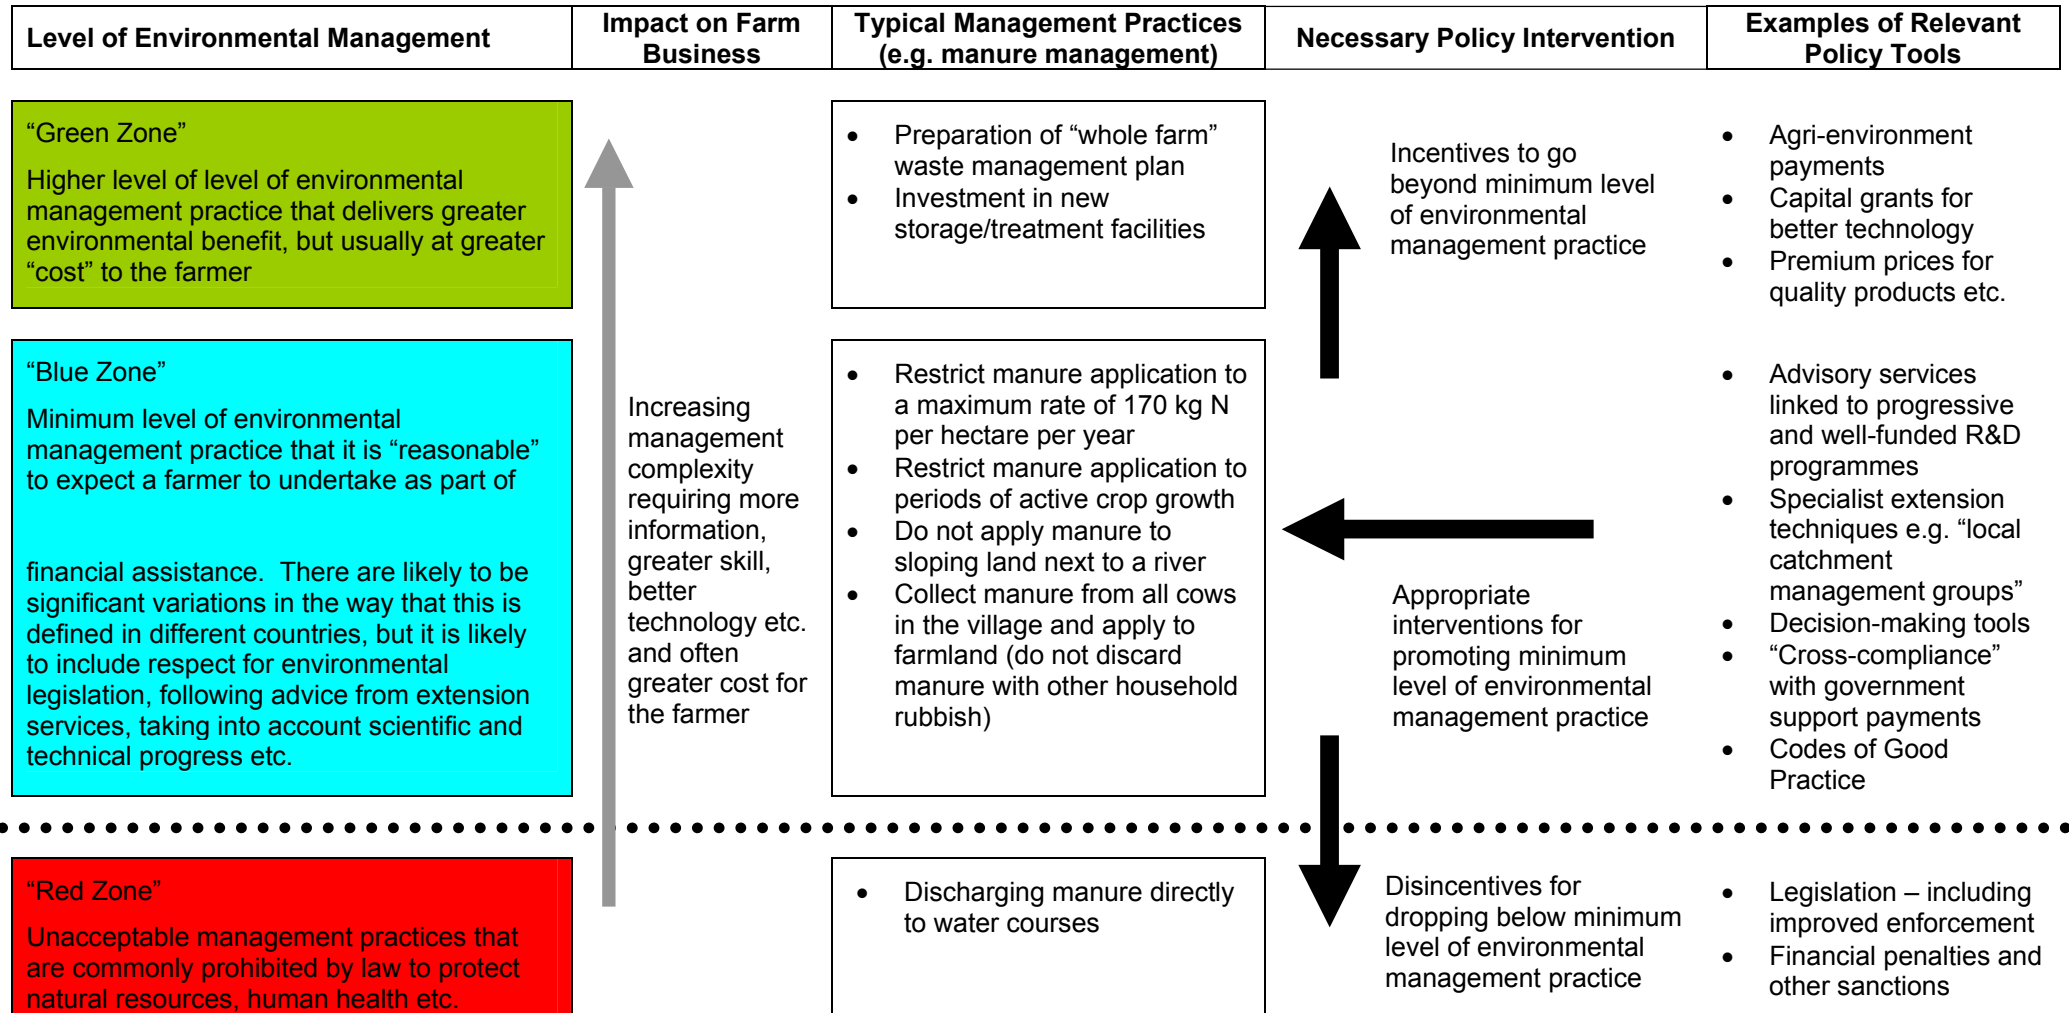 Level of Environmental Management
Impact on Farm
Business
Typical Management Practices
(e.g. manure management)
Necessary Policy Intervention
Examples of Relevant
Policy Tools
“Green Zone”
Higher level of level of environmental
management practice that delivers greater
environmental benefit, but usually at greater
“cost” to the farmer
• Preparation of “whole farm”
waste management plan
• Investment in new
storage/treatment facilities
Incentives to go
beyond minimum level
of environmental
management practice
• Agri-environment
payments
• Capital grants for
better technology
• Premium prices for
quality products etc.
“Blue Zone”
Minimum level of environmental
management practice that it is “reasonable”
to expect a farmer to undertake as part of
financial assistance.  There are likely to be
significant variations in the way that this is
defined in different countries, but it is likely
to include respect for environmental
legislation, following advice from extension
services, taking into account scientific and
technical progress etc.
Increasing
management
complexity
requiring more
information,
greater skill,
better
technology etc.
and often
greater cost for
the farmer
• Restrict manure application to
a maximum rate of 170 kg N
per hectare per year
• Restrict manure application to
periods of active crop growth
• Do not apply manure to
sloping land next to a river
• Collect manure from all cows
in the village and apply to
farmland (do not discard
manure with other household
rubbish)
Appropriate
interventions for
promoting minimum
level of environmental
management practice
• Advisory services
linked to progressive
and well-funded R&D
programmes
• Specialist extension
techniques e.g. “local
catchment
management groups”
• Decision-making tools
• “Cross-compliance”
with government
support payments
• Codes of Good
Practice
“Red Zone”
Unacceptable management practices that
are commonly prohibited by law to protect
natural resources, human health etc.
• Discharging manure directly
to water courses
Disincentives for
dropping below minimum
level of environmental
management practice
• Legislation – including
improved enforcement
• Financial penalties and
other sanctions